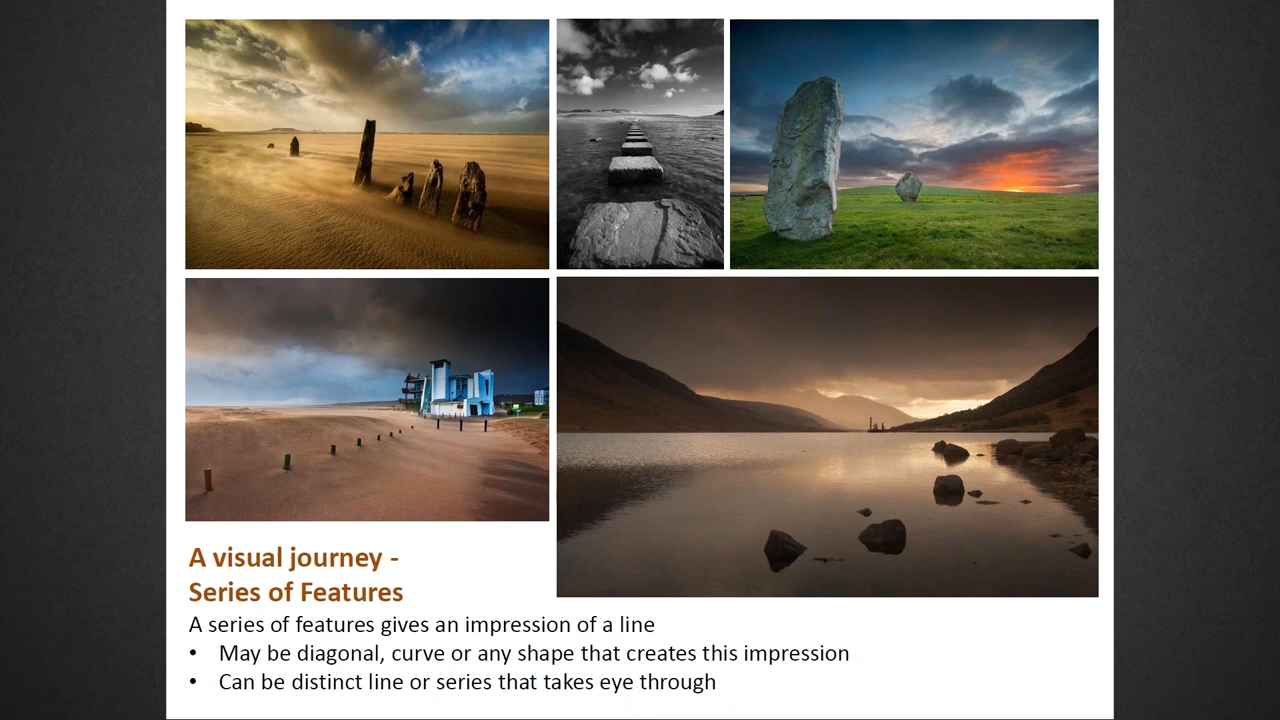 A visual journey -
Series of Features
A series of features gives an impression of a line
• May be diagonal, curve or any shape that creates this impression
• Can be distinct line or series that takes eye through